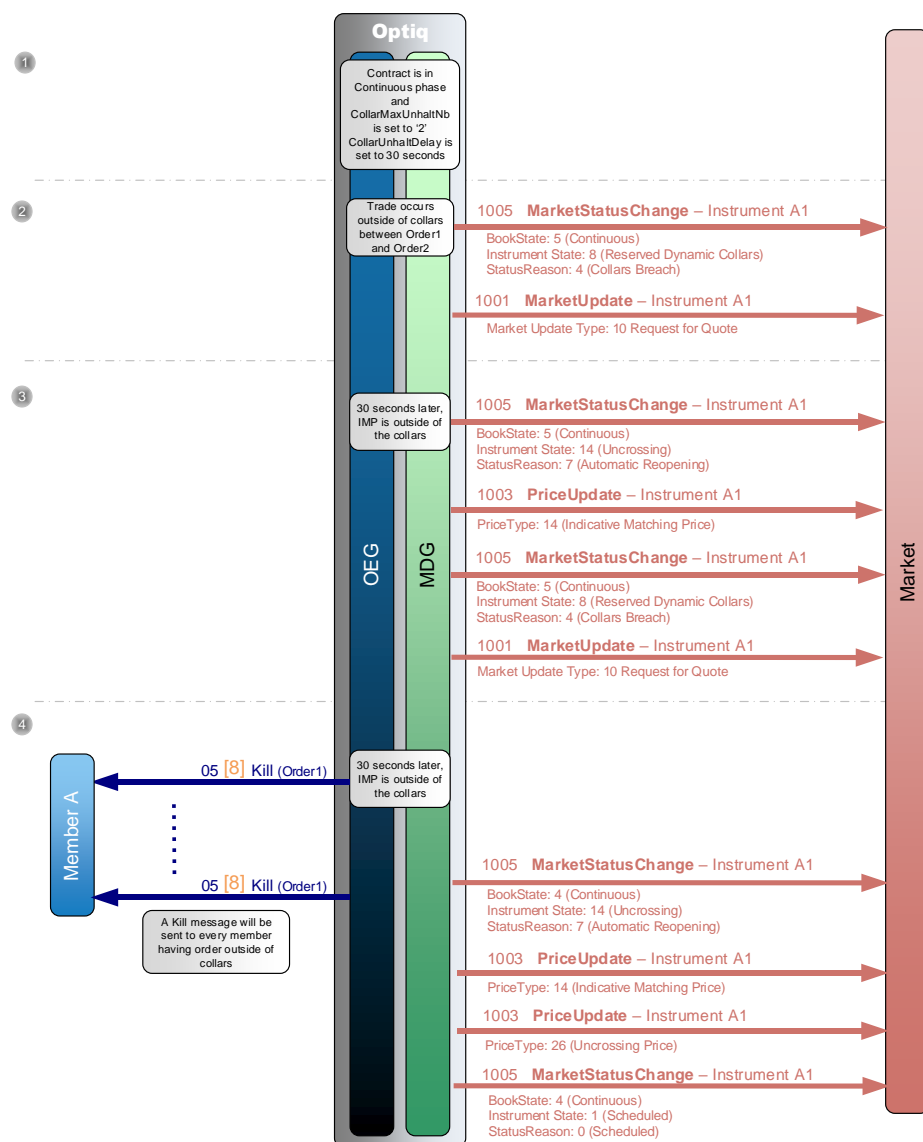 Optiq
1
Contract is in
Continuous phase
and
CollarMaxUnhaltNb
is set to ‘2’
CollarUnhaltDelay is
set to 30 seconds
2
Trade occurs
outside of collars
between Order1
and Order2
1005 MarketStatusChange – Instrument A1
BookState: 5 (Continuous)
Instrument State: 8 (Reserved Dynamic Collars)
StatusReason: 4 (Collars Breach)
1001 MarketUpdate – Instrument A1
Market Update Type: 10 Request for Quote
3
30 seconds later,
IMP is outside of
the collars
1005 MarketStatusChange – Instrument A1
BookState: 5 (Continuous)
Instrument State: 14 (Uncrossing)
StatusReason: 7 (Automatic Reopening)
1003 PriceUpdate – Instrument A1
PriceType: 14 (Indicative Matching Price)
OEG
MDG
Market
1005 MarketStatusChange – Instrument A1
BookState: 5 (Continuous)
Instrument State: 8 (Reserved Dynamic Collars)
StatusReason: 4 (Collars Breach)
1001 MarketUpdate – Instrument A1
Market Update Type: 10 Request for Quote
4
Member A
05 [8] Kill (Order1)
30 seconds later,
IMP is outside of
the collars
05 [8] Kill (Order1)
A Kill message will be
sent to every member
having order outside of
collars
1005 MarketStatusChange – Instrument A1
BookState: 4 (Continuous)
Instrument State: 14 (Uncrossing)
StatusReason: 7 (Automatic Reopening)
1003 PriceUpdate – Instrument A1
PriceType: 14 (Indicative Matching Price)
1003 PriceUpdate – Instrument A1
PriceType: 26 (Uncrossing Price)
1005 MarketStatusChange – Instrument A1
BookState: 4 (Continuous)
Instrument State: 1 (Scheduled)
StatusReason: 0 (Scheduled)